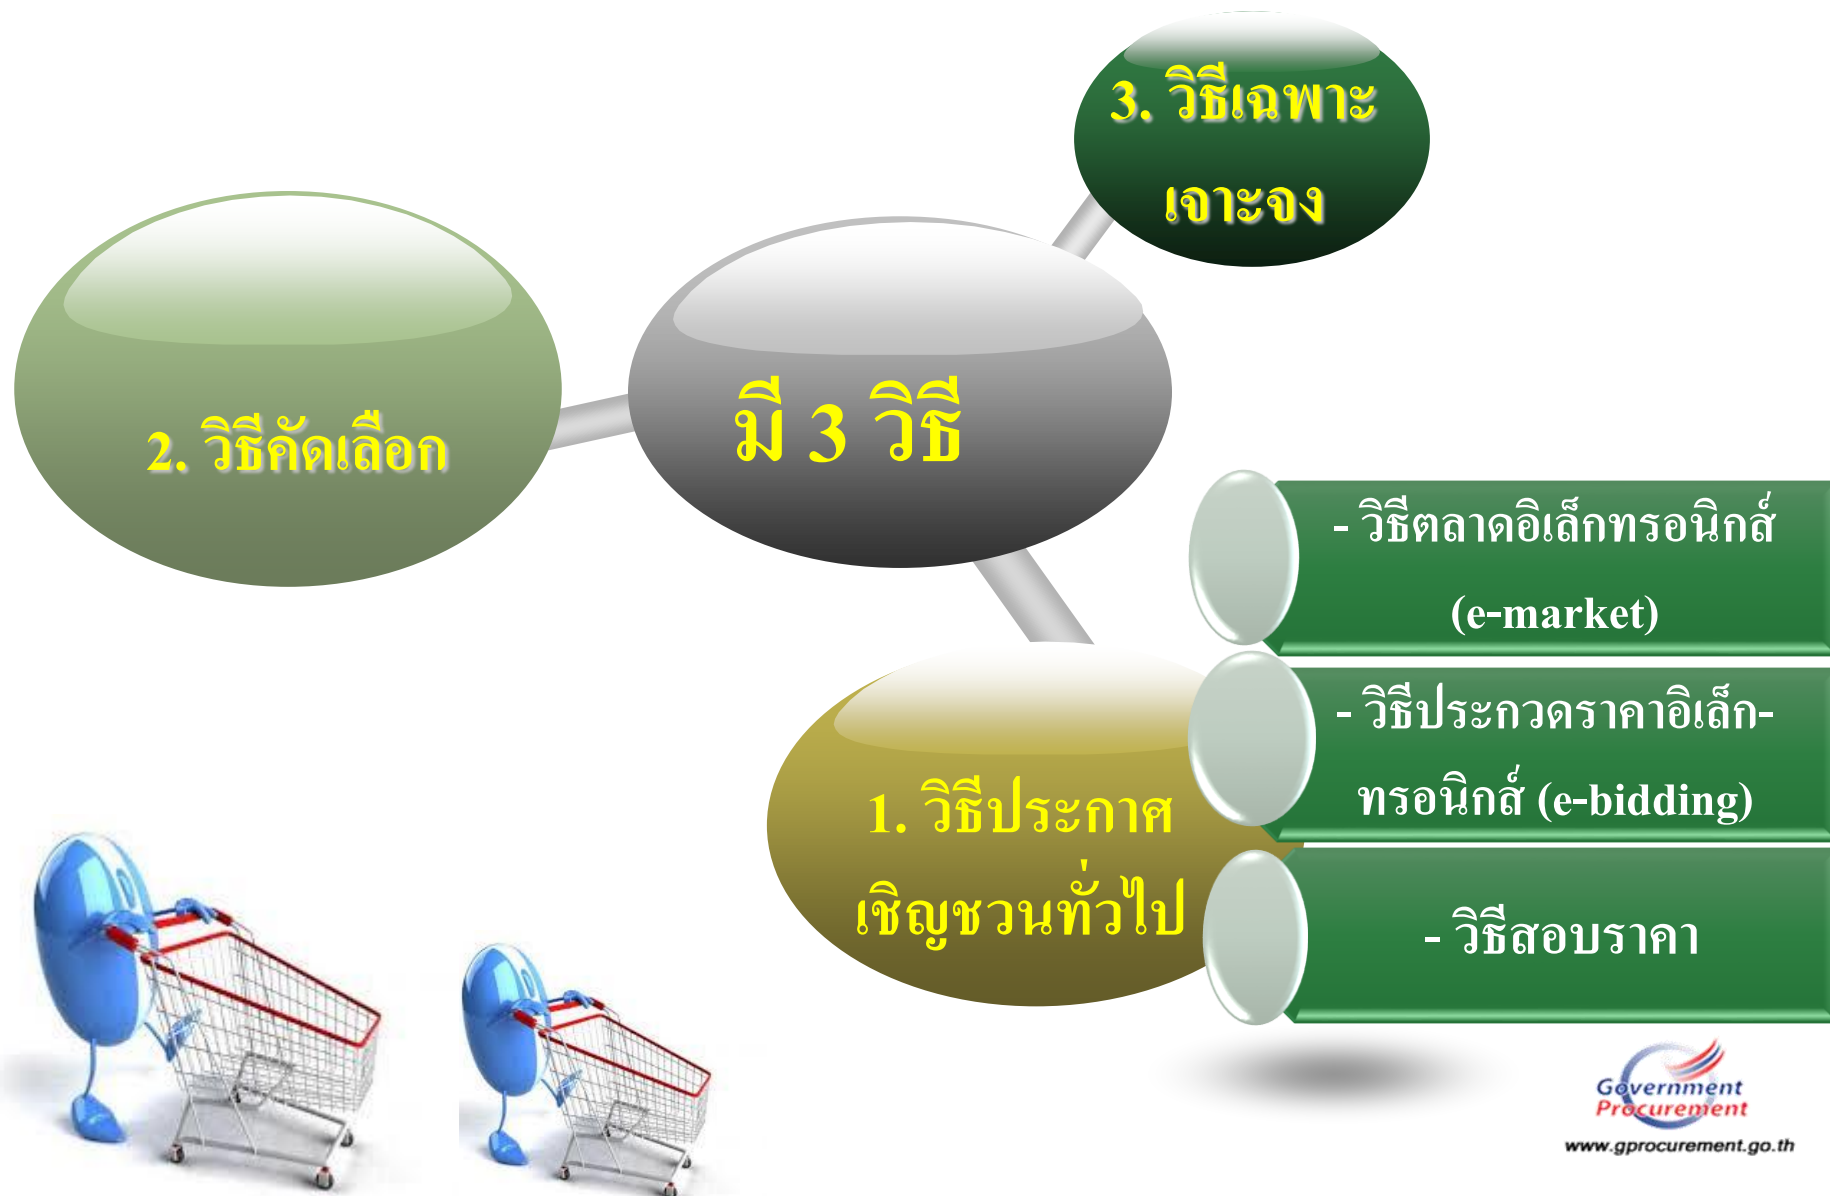 3. วิธีเฉพาะ
เจาะจง
2. วิธีคัดเลือก
มี 3 วิธี
- วิธีตลาดอิเล็กทรอนิกส์
(e-market)
- วิธีประกวดราคาอิเล็ก-
ทรอนิกส์ (e-bidding)
1. วิธีประกาศ
เชิญชวนทั่วไป
- วิธีสอบราคา
Government
Procurement
www.gprocurement.go.th